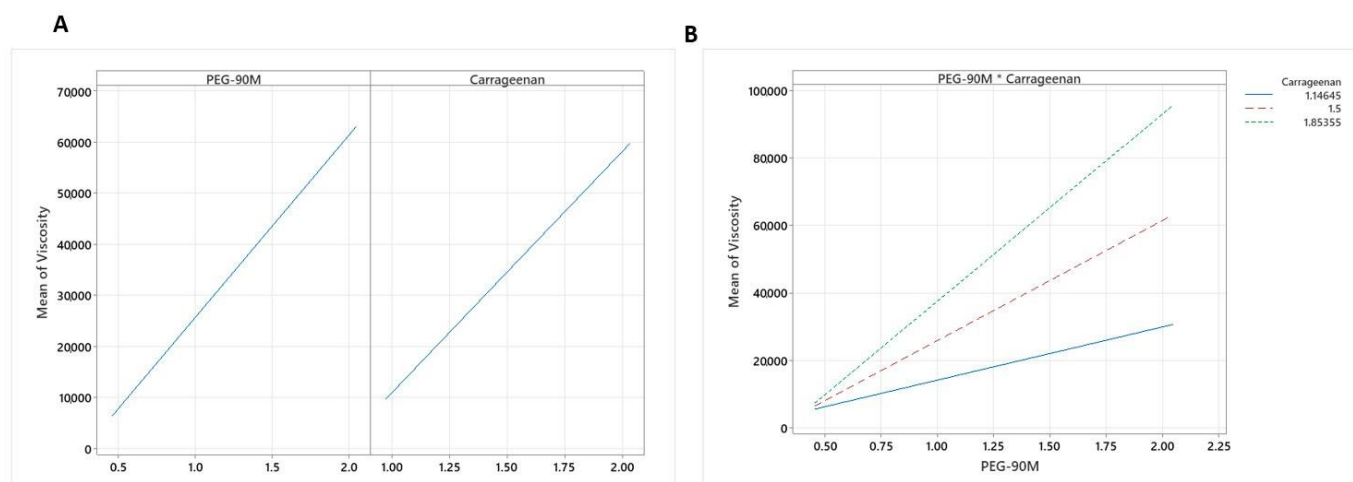 A
PEG-90M Carrageenan
70000
60000
50000
40000
30000
20000
10000
0
Mean of Viscosity
0.5 1.0 1.5 2.0 1.00 1.25 1.50 1.75 2.00
B
PEG-90M * Carrageenan
100000
80000
60000
40000
20000
0
Mean of Viscosity
0.50 0.75 1.00 1.25 1.50 1.75 2.00 2.25
PEG-90M
Carrageenan
1.14645
1.5
1.85355